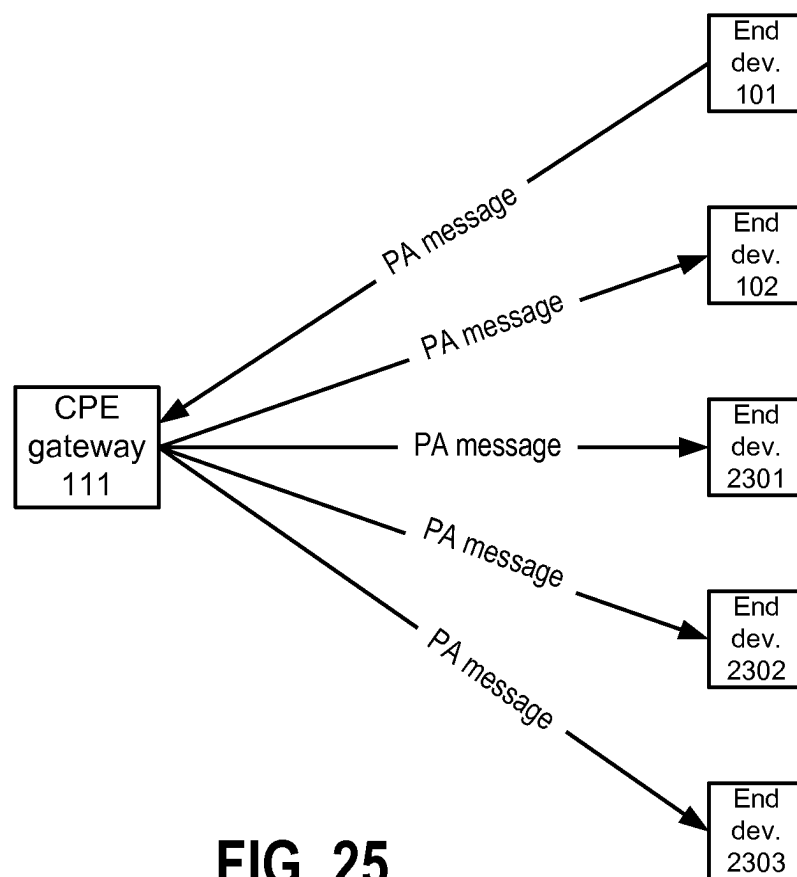 End
dev.
101
PA message
End
dev.
102
PA message
CPE
gateway
111
End
dev.
2301
PA message
PA message
End
dev.
2302
PA message
End
dev.
2303
FIG. 25